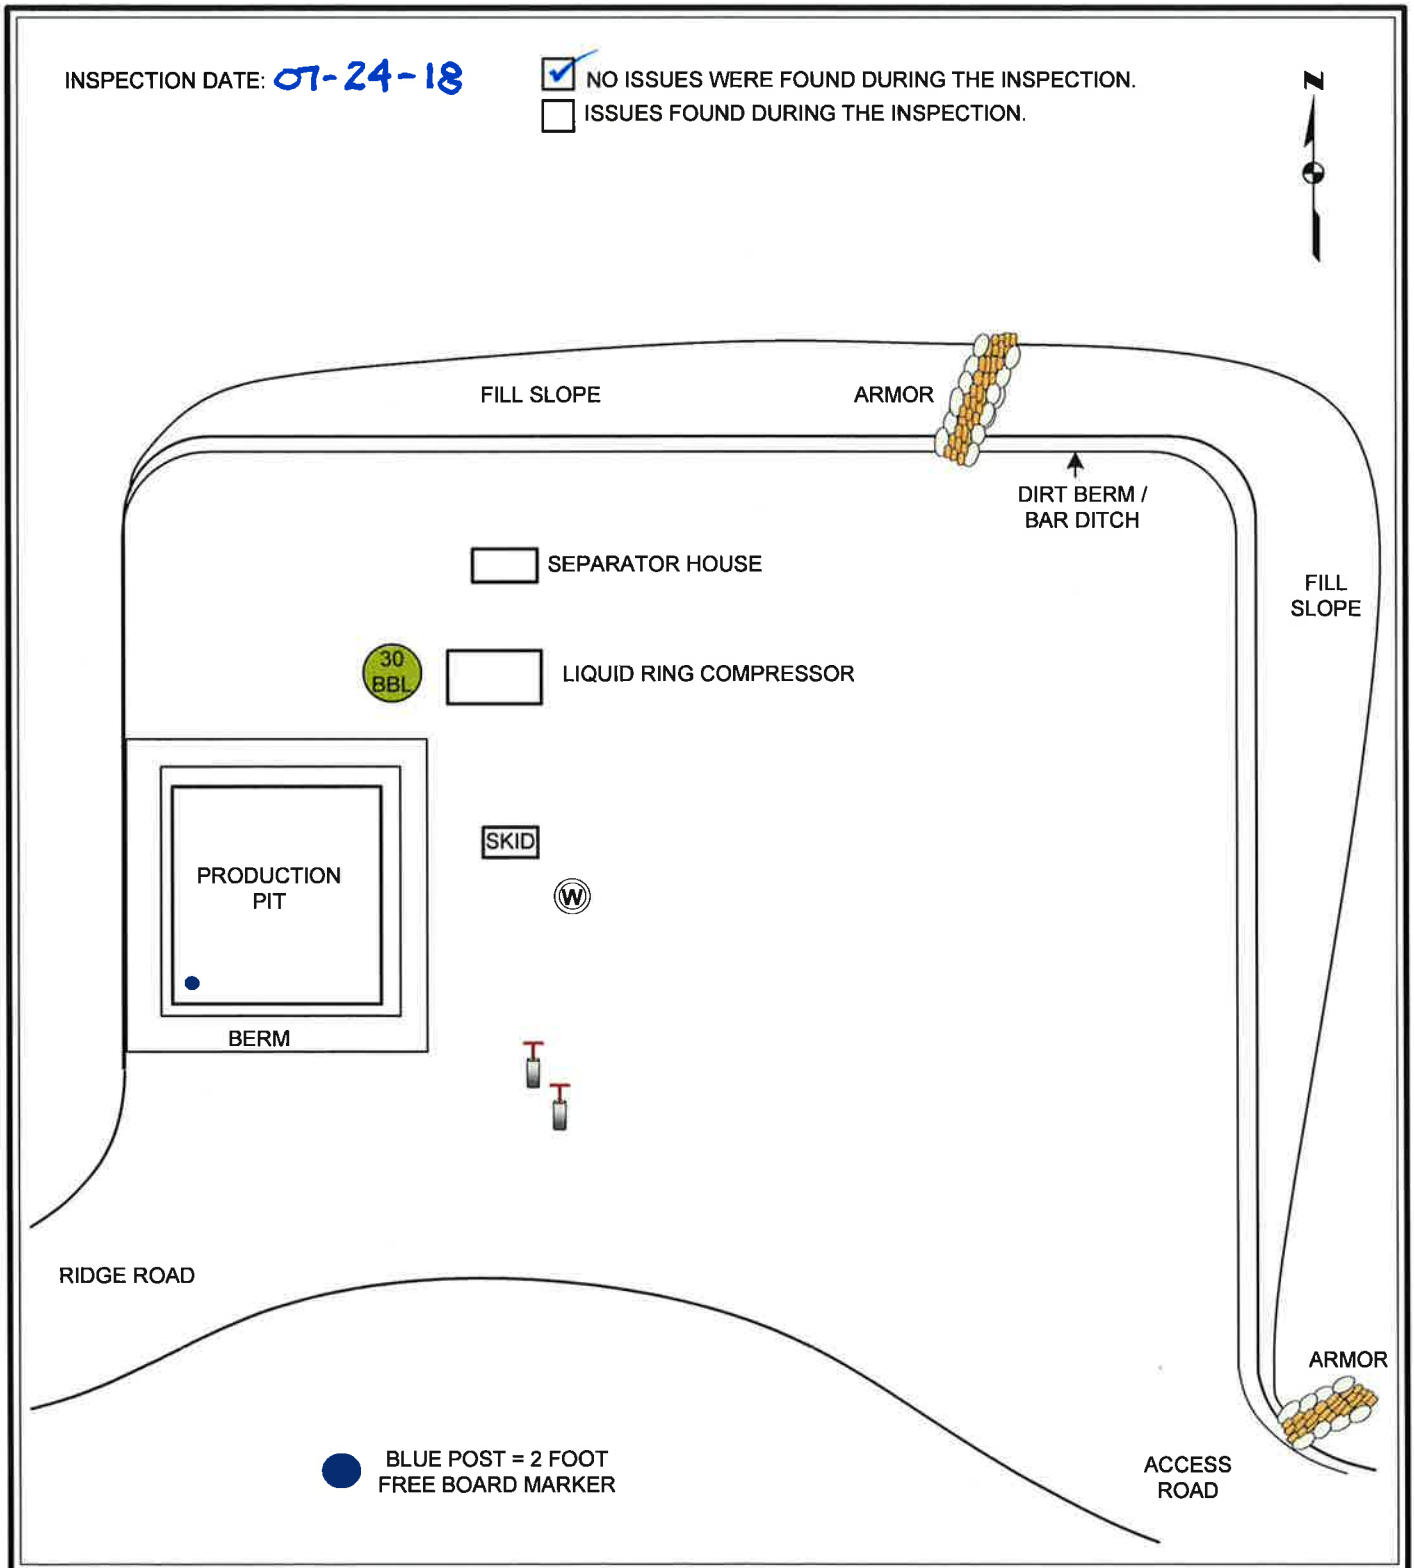 INSPECTION DATE: 07-24-18
NO ISSUES WERE FOUND DURING THE INSPECTION.
ISSUES FOUND DURING THE INSPECTION.
N
FILL SLOPE
ARMOR
DIRT BERM /
BAR DITCH
SEPARATOR HOUSE
FILL
SLOPE
30
BBL
LIQUID RING COMPRESSOR
SKID
PRODUCTION
PIT
W
BERM
RIDGE ROAD
ARMOR
BLUE POST = 2 FOOT
FREE BOARD MARKER
ACCESS
ROAD